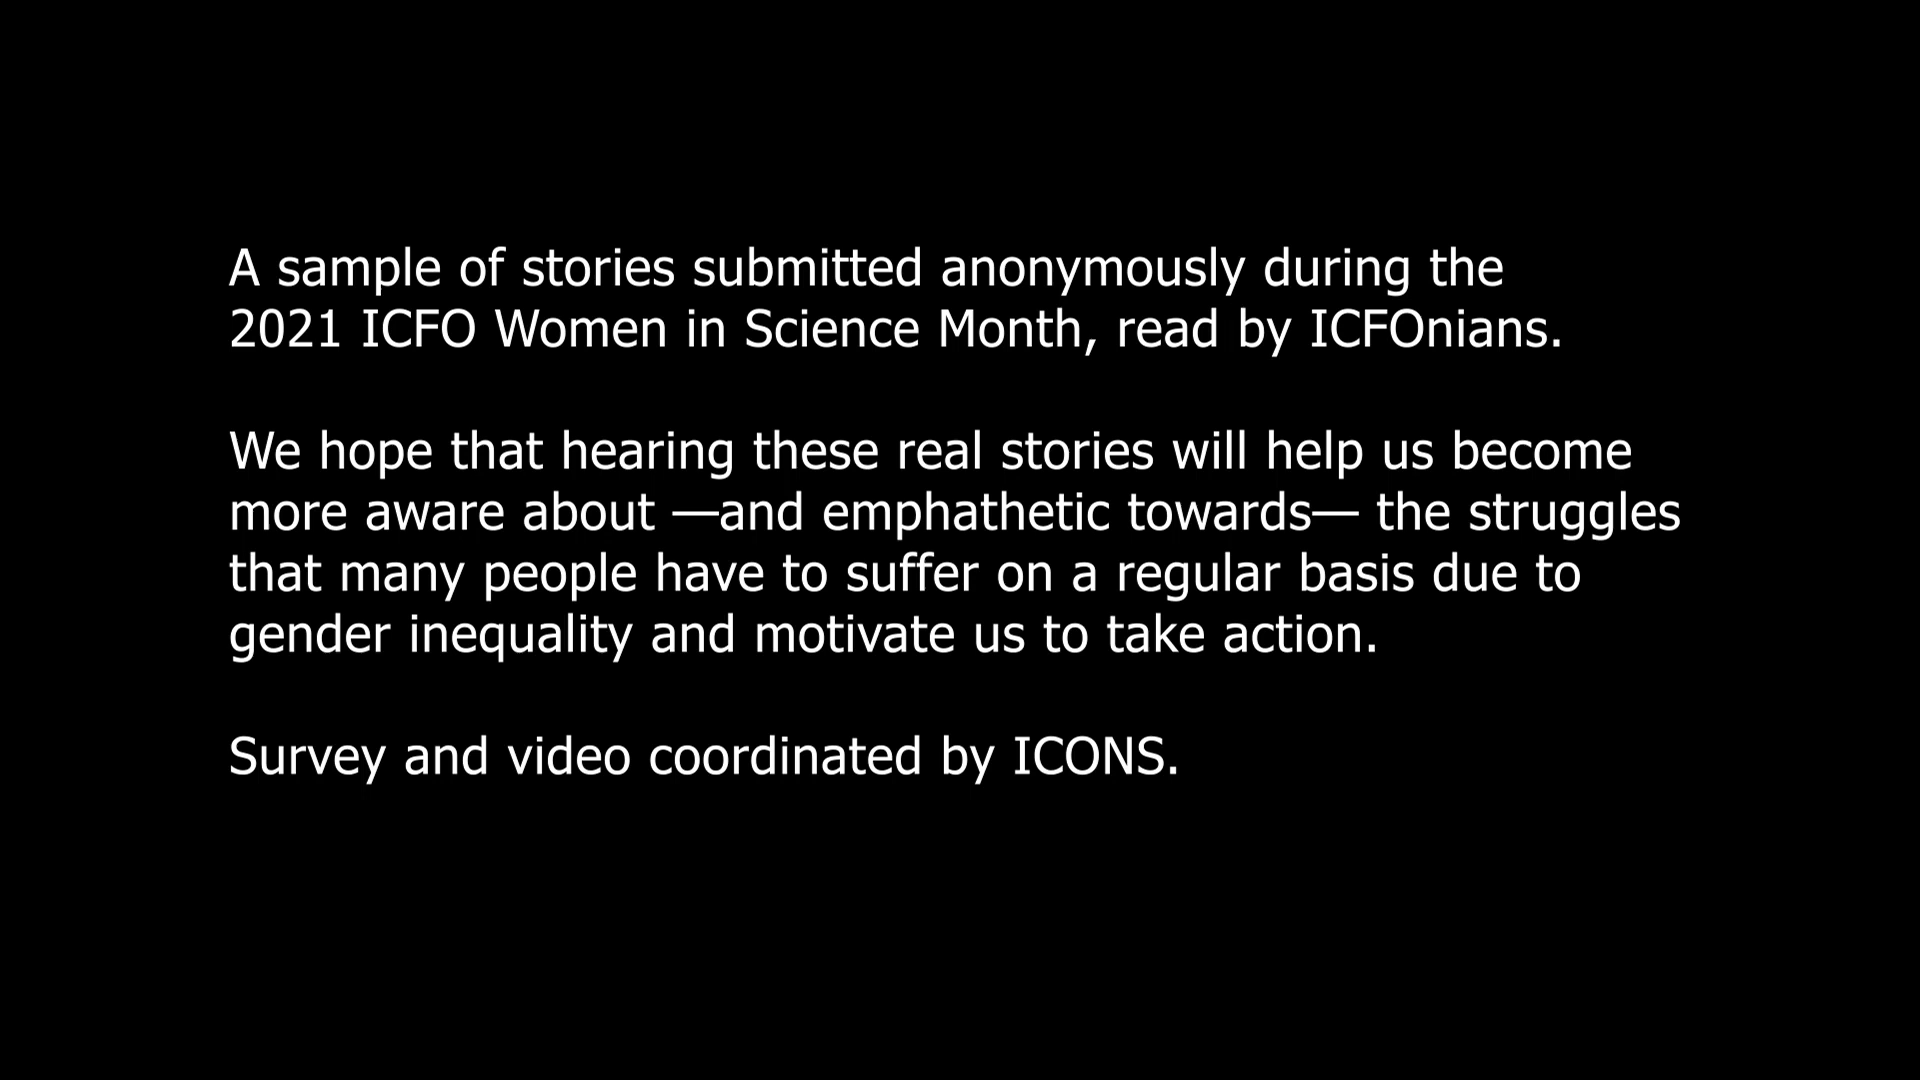 A sample of stories submitted anonymously during the
2021 ICFO Women in Science Month, read by ICFOnians.
We hope that hearing these real stories will help us become
more aware about —and emphathetic towards— the struggles
that many people have to suffer on a regular basis due to
gender inequality and motivate us to take action.
Survey and video coordinated by ICONS.